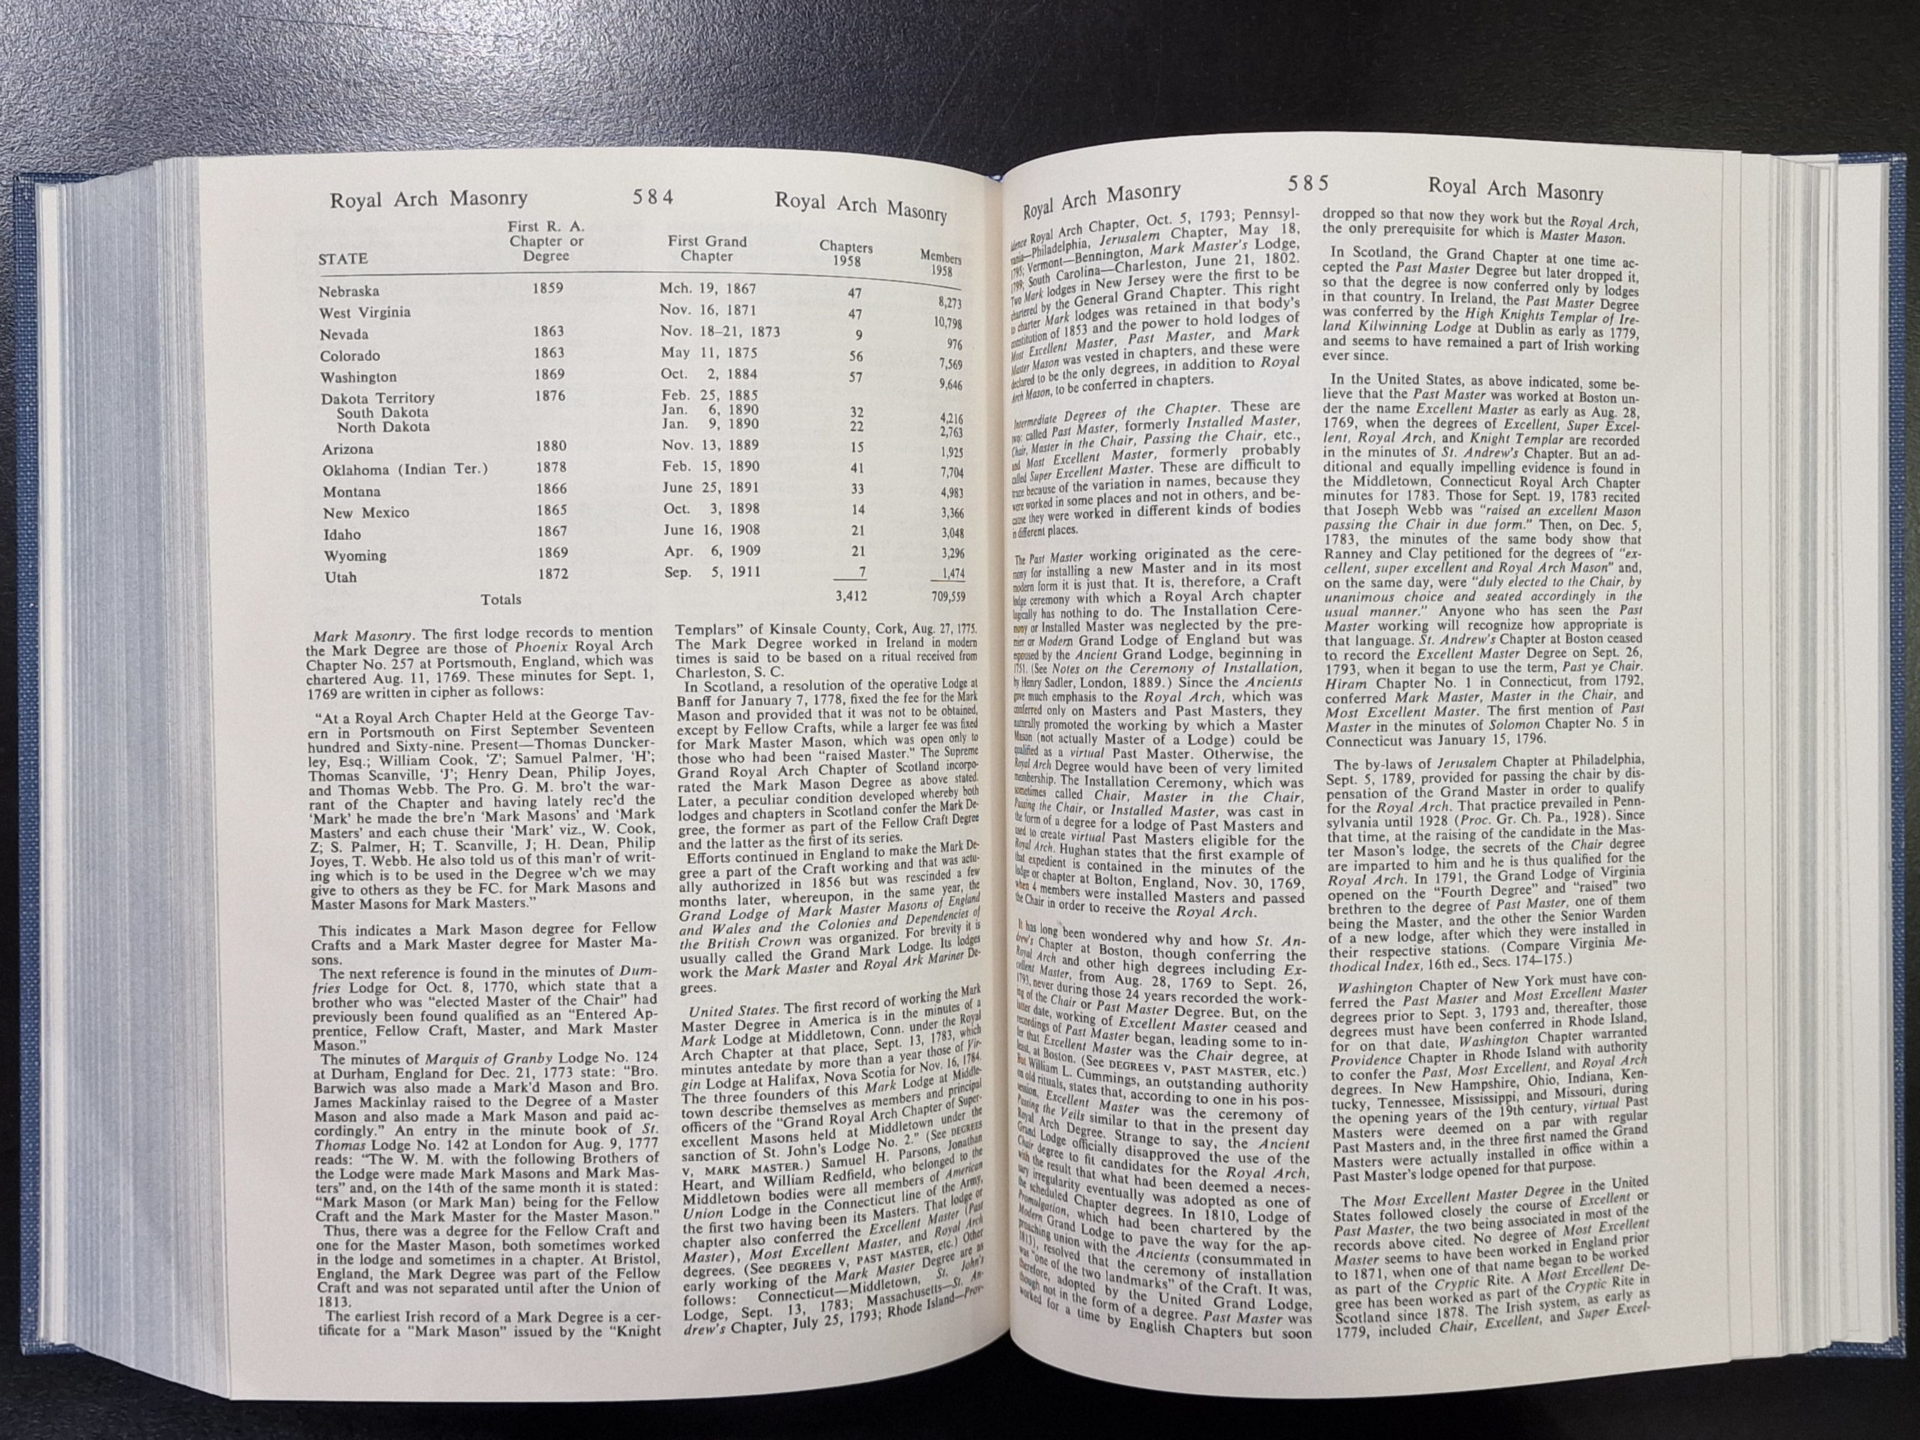 Royal Arch Masonry 584 Royal Arch Masonry
STATE First R. A. Chapter or Degree First Grand Chapter Chapters 1958 Members 1958
Nebraska 1859 Mch. 19, 1867 47 8,273
West Virginia Nov. 16, 1871 47 10,798
Nevada 1863 Nov. 18–21, 1873 9 976
Colorado 1863 May 11, 1875 56 7,569
Washington 1869 Oct. 2, 1884 57 9,646
Dakota Territory 1876 Feb. 25, 1885
South Dakota Jan. 6, 1890 32 4,216
North Dakota Jan. 9, 1890 22 2,763
Arizona 1880 Nov. 13, 1889 15 1,925
Oklahoma (Indian Ter.) 1878 Feb. 15, 1890 41 7,704
Montana 1866 June 25, 1891 33 4,983
New Mexico 1865 Oct. 3, 1898 14 3,366
Idaho 1867 June 16, 1908 21 3,048
Wyoming 1869 Apr. 6, 1909 21 3,296
Utah 1872 Sep. 5, 1911 7 1,474
Totals 3,412 709,559
Mark Masonry. The first lodge records to mention
the Mark Degree are those of Phoenix Royal Arch
Chapter No. 257 at Portsmouth, England, which was
chartered Aug. 11, 1769. These minutes for Sept. 1,
1769 are written in cipher as follows:
“At a Royal Arch Chapter Held at the George Tav-
ern in Portsmouth on First September Seventeen
hundred and Sixty-nine. Present—Thomas Duncker-
ley, Esq.; William Cook, ‘Z’; Samuel Palmer, ‘H’;
Thomas Scanville, ‘J’; Henry Dean, Philip Joyes,
and Thomas Webb. The Pro. G. M. bro't the war-
rant of the Chapter and having lately rec'd the
‘Mark’ he made the bre'n ‘Mark Masons’ and ‘Mark
Masters’ and each chuse their ‘Mark’ viz., W. Cook,
Z; S. Palmer, H; T. Scanville, J; H. Dean, Philip
Joyes, T. Webb. He also told us of this man'r of writ-
ing which is to be used in the Degree w'ch we may
give to others as they be FC. for Mark Masons and
Master Masons for Mark Masters.”
This indicates a Mark Mason degree for Fellow
Crafts and a Mark Master degree for Master Ma-
sons.
The next reference is found in the minutes of Dum-
fries Lodge for Oct. 8, 1770, which state that a
brother who was “elected Master of the Chair” had
previously been found qualified as an “Entered Ap-
prentice, Fellow Craft, Master, and Mark Master
Mason.”
The minutes of Marquis of Granby Lodge No. 124
at Durham, England for Dec. 21, 1773 state: “Bro.
Barwich was also made a Mark'd Mason and Bro.
James Mackinlay raised to the Degree of a Master
Mason and also made a Mark Mason and paid ac-
cordingly.” An entry in the minute book of St.
Thomas Lodge No. 142 at London for Aug. 9, 1777
reads: “The W. M. with the following Brothers of
the Lodge were made Mark Masons and Mark Mas-
ters” and, on the 14th of the same month it is stated:
“Mark Mason (or Mark Man) being for the Fellow
Craft and the Mark Master for the Master Mason.”
Thus, there was a degree for the Fellow Craft and
one for the Master Mason, both sometimes worked
in the lodge and sometimes in a chapter. At Bristol,
England, the Mark Degree was part of the Fellow
Craft and was not separated until after the Union of
1813.
The earliest Irish record of a Mark Degree is a cer-
tificate for a “Mark Mason” issued by the “Knight
Templars” of Kinsale County, Cork, Aug. 27, 1775.
The Mark Degree worked in Ireland in modern
times is said to be based on a ritual received from
Charleston, S. C.
In Scotland, a resolution of the operative Lodge at
Banff for January 7, 1778, fixed the fee for the Mark
Mason and provided that it was not to be obtained,
except by Fellow Crafts, while a larger fee was fixed
for Mark Master Mason, which was open only to
those who had been “raised Master.” The Supreme
Grand Royal Arch Chapter of Scotland incorpo-
rated the Mark Mason Degree as above stated.
Later, a peculiar condition developed whereby both
lodges and chapters in Scotland confer the Mark De-
gree, the former as part of the Fellow Craft Degree
and the latter as the first of its series.
Efforts continued in England to make the Mark De-
gree a part of the Craft working and that was actu-
ally authorized in 1856 but was rescinded a few
months later, whereupon, in the same year, the
Grand Lodge of Mark Master Masons of England
and Wales and the Colonies and Dependencies of
the British Crown was organized. For brevity it is
usually called the Grand Mark Lodge. Its lodges
work the Mark Master and Royal Ark Mariner De-
grees.
United States. The first record of working the Mark
Master Degree in America is in the minutes of a
Mark Lodge at Middletown, Conn. under the Royal
Arch Chapter at that place, Sept. 13, 1783, which
minutes antedate by more than a year those of Vir-
gin Lodge at Halifax, Nova Scotia for Nov. 16, 1784.
The three founders of this Mark Lodge at Middle-
town describe themselves as members and principal
officers of the “Grand Royal Arch Chapter of Super-
excellent Masons held at Middletown under the
sanction of St. John's Lodge No. 2.” (See DEGREES
V, MARK MASTER.) Samuel H. Parsons, Jonathan
Heart, and William Redfield, who belonged to the
Middletown bodies were all members of American
Union Lodge in the Connecticut line of the Army,
the first two having been its Masters. That lodge or
chapter also conferred the Excellent Master (Past
Master), Most Excellent Master, and Royal Arch
degrees. (See DEGREES V, PAST MASTER, etc.) Other
early working of the Mark Master Degree are as
follows: Connecticut—Middletown, St. John's
Lodge, Sept. 13, 1783; Massachusetts—St. An-
drew's Chapter, July 25, 1793; Rhode Island—Prov-
Royal Arch Masonry 585 Royal Arch Masonry
idence Royal Arch Chapter, Oct. 5, 1793; Pennsyl-
vania—Philadelphia, Jerusalem Chapter, May 18,
1795; Vermont—Bennington, Mark Master's Lodge,
1799; South Carolina—Charleston, June 21, 1802.
Two Mark lodges in New Jersey were the first to be
chartered by the General Grand Chapter. This right
to charter Mark lodges was retained in that body's
constitution of 1853 and the power to hold lodges of
Most Excellent Master, Past Master, and Mark
Master Mason was vested in chapters, and these were
declared to be the only degrees, in addition to Royal
Arch Mason, to be conferred in chapters.
Intermediate Degrees of the Chapter. These are
two: called Past Master, formerly Installed Master,
Chair, Master in the Chair, Passing the Chair, etc.,
and Most Excellent Master, formerly probably
called Super Excellent Master. These are difficult to
trace because of the variation in names, because they
were worked in some places and not in others, and be-
cause they were worked in different kinds of bodies
in different places.
The Past Master working originated as the cere-
mony for installing a new Master and in its most
modern form it is just that. It is, therefore, a Craft
lodge ceremony with which a Royal Arch chapter
logically has nothing to do. The Installation Cere-
mony or Installed Master was neglected by the pre-
mier or Modern Grand Lodge of England but was
espoused by the Ancient Grand Lodge, beginning in
1751. (See Notes on the Ceremony of Installation,
by Henry Sadler, London, 1889.) Since the Ancients
gave much emphasis to the Royal Arch, which was
conferred only on Masters and Past Masters, they
naturally promoted the working by which a Master
Mason (not actually Master of a Lodge) could be
qualified as a virtual Past Master. Otherwise, the
Royal Arch Degree would have been of very limited
membership. The Installation Ceremony, which was
sometimes called Chair, Master in the Chair,
Passing the Chair, or Installed Master, was cast in
the form of a degree for a lodge of Past Masters and
used to create virtual Past Masters eligible for the
Royal Arch. Hughan states that the first example of
that expedient is contained in the minutes of the
lodge or chapter at Bolton, England, Nov. 30, 1769,
when 4 members were installed Masters and passed
the Chair in order to receive the Royal Arch.
It has long been wondered why and how St. An-
drew's Chapter at Boston, though conferring the
Royal Arch and other high degrees including Ex-
cellent Master, from Aug. 28, 1769 to Sept. 26,
1793, never during those 24 years recorded the work-
ing of the Chair or Past Master Degree. But, on the
latter date, working of Excellent Master ceased and
recordings of Past Master began, leading some to in-
fer that Excellent Master was the Chair degree, at
least, at Boston. (See DEGREES V, PAST MASTER, etc.)
But William L. Cummings, an outstanding authority
on old rituals, states that, according to one in his pos-
session, Excellent Master was the ceremony of
Passing the Veils similar to that in the present day
Royal Arch Degree. Strange to say, the Ancient
Grand Lodge officially disapproved the use of the
Chair degree to fit candidates for the Royal Arch,
with the result that what had been deemed a neces-
sary irregularity eventually was adopted as one of
the scheduled Chapter degrees. In 1810, Lodge of
Promulgation, which had been chartered by the
Modern Grand Lodge to pave the way for the ap-
proaching union with the Ancients (consummated in
1813), resolved that the ceremony of installation
was “one of the two landmarks” of the Craft. It was,
therefore, adopted by the United Grand Lodge,
though not in the form of a degree. Past Master was
worked for a time by English Chapters but soon
dropped so that now they work but the Royal Arch,
the only prerequisite for which is Master Mason.
In Scotland, the Grand Chapter at one time ac-
cepted the Past Master Degree but later dropped it,
so that the degree is now conferred only by lodges
in that country. In Ireland, the Past Master Degree
was conferred by the High Knights Templar of Ire-
land Kilwinning Lodge at Dublin as early as 1779,
and seems to have remained a part of Irish working
ever since.
In the United States, as above indicated, some be-
lieve that the Past Master was worked at Boston un-
der the name Excellent Master as early as Aug. 28,
1769, when the degrees of Excellent, Super Excel-
lent, Royal Arch, and Knight Templar are recorded
in the minutes of St. Andrew's Chapter. But an ad-
ditional and equally impelling evidence is found in
the Middletown, Connecticut Royal Arch Chapter
minutes for 1783. Those for Sept. 19, 1783 recited
that Joseph Webb was “raised an excellent Mason
passing the Chair in due form.” Then, on Dec. 5,
1783, the minutes of the same body show that
Ranney and Clay petitioned for the degrees of “ex-
cellent, super excellent and Royal Arch Mason” and,
on the same day, were “duly elected to the Chair, by
unanimous choice and seated accordingly in the
usual manner.” Anyone who has seen the Past
Master working will recognize how appropriate is
that language. St. Andrew's Chapter at Boston ceased
to record the Excellent Master Degree on Sept. 26,
1793, when it began to use the term, Past ye Chair.
Hiram Chapter No. 1 in Connecticut, from 1792,
conferred Mark Master, Master in the Chair, and
Most Excellent Master. The first mention of Past
Master in the minutes of Solomon Chapter No. 5 in
Connecticut was January 15, 1796.
The by-laws of Jerusalem Chapter at Philadelphia,
Sept. 5, 1789, provided for passing the chair by dis-
pensation of the Grand Master in order to qualify
for the Royal Arch. That practice prevailed in Penn-
sylvania until 1928 (Proc. Gr. Ch. Pa., 1928). Since
that time, at the raising of the candidate in the Mas-
ter Mason's lodge, the secrets of the Chair degree
are imparted to him and he is thus qualified for the
Royal Arch. In 1791, the Grand Lodge of Virginia
opened on the “Fourth Degree” and “raised” two
brethren to the degree of Past Master, one of them
being the Master, and the other the Senior Warden
of a new lodge, after which they were installed in
their respective stations. (Compare Virginia Me-
thodical Index, 16th ed., Secs. 174–175.)
Washington Chapter of New York must have con-
ferred the Past Master and Most Excellent Master
degrees prior to Sept. 3, 1793 and, thereafter, those
degrees must have been conferred in Rhode Island,
for on that date, Washington Chapter warranted
Providence Chapter in Rhode Island with authority
to confer the Past, Most Excellent, and Royal Arch
degrees. In New Hampshire, Ohio, Indiana, Ken-
tucky, Tennessee, Mississippi, and Missouri, during
the opening years of the 19th century, virtual Past
Masters were deemed on a par with regular
Past Masters and, in the three first named the Grand
Masters were actually installed in office within a
Past Master's lodge opened for that purpose.
The Most Excellent Master Degree in the United
States followed closely the course of Excellent or
Past Master, the two being associated in most of the
records above cited. No degree of Most Excellent
Master seems to have been worked in England prior
to 1871, when one of that name began to be worked
as part of the Cryptic Rite. A Most Excellent De-
gree has been worked as part of the Cryptic Rite in
Scotland since 1878. The Irish system, as early as
1779, included Chair, Excellent, and Super Excel-